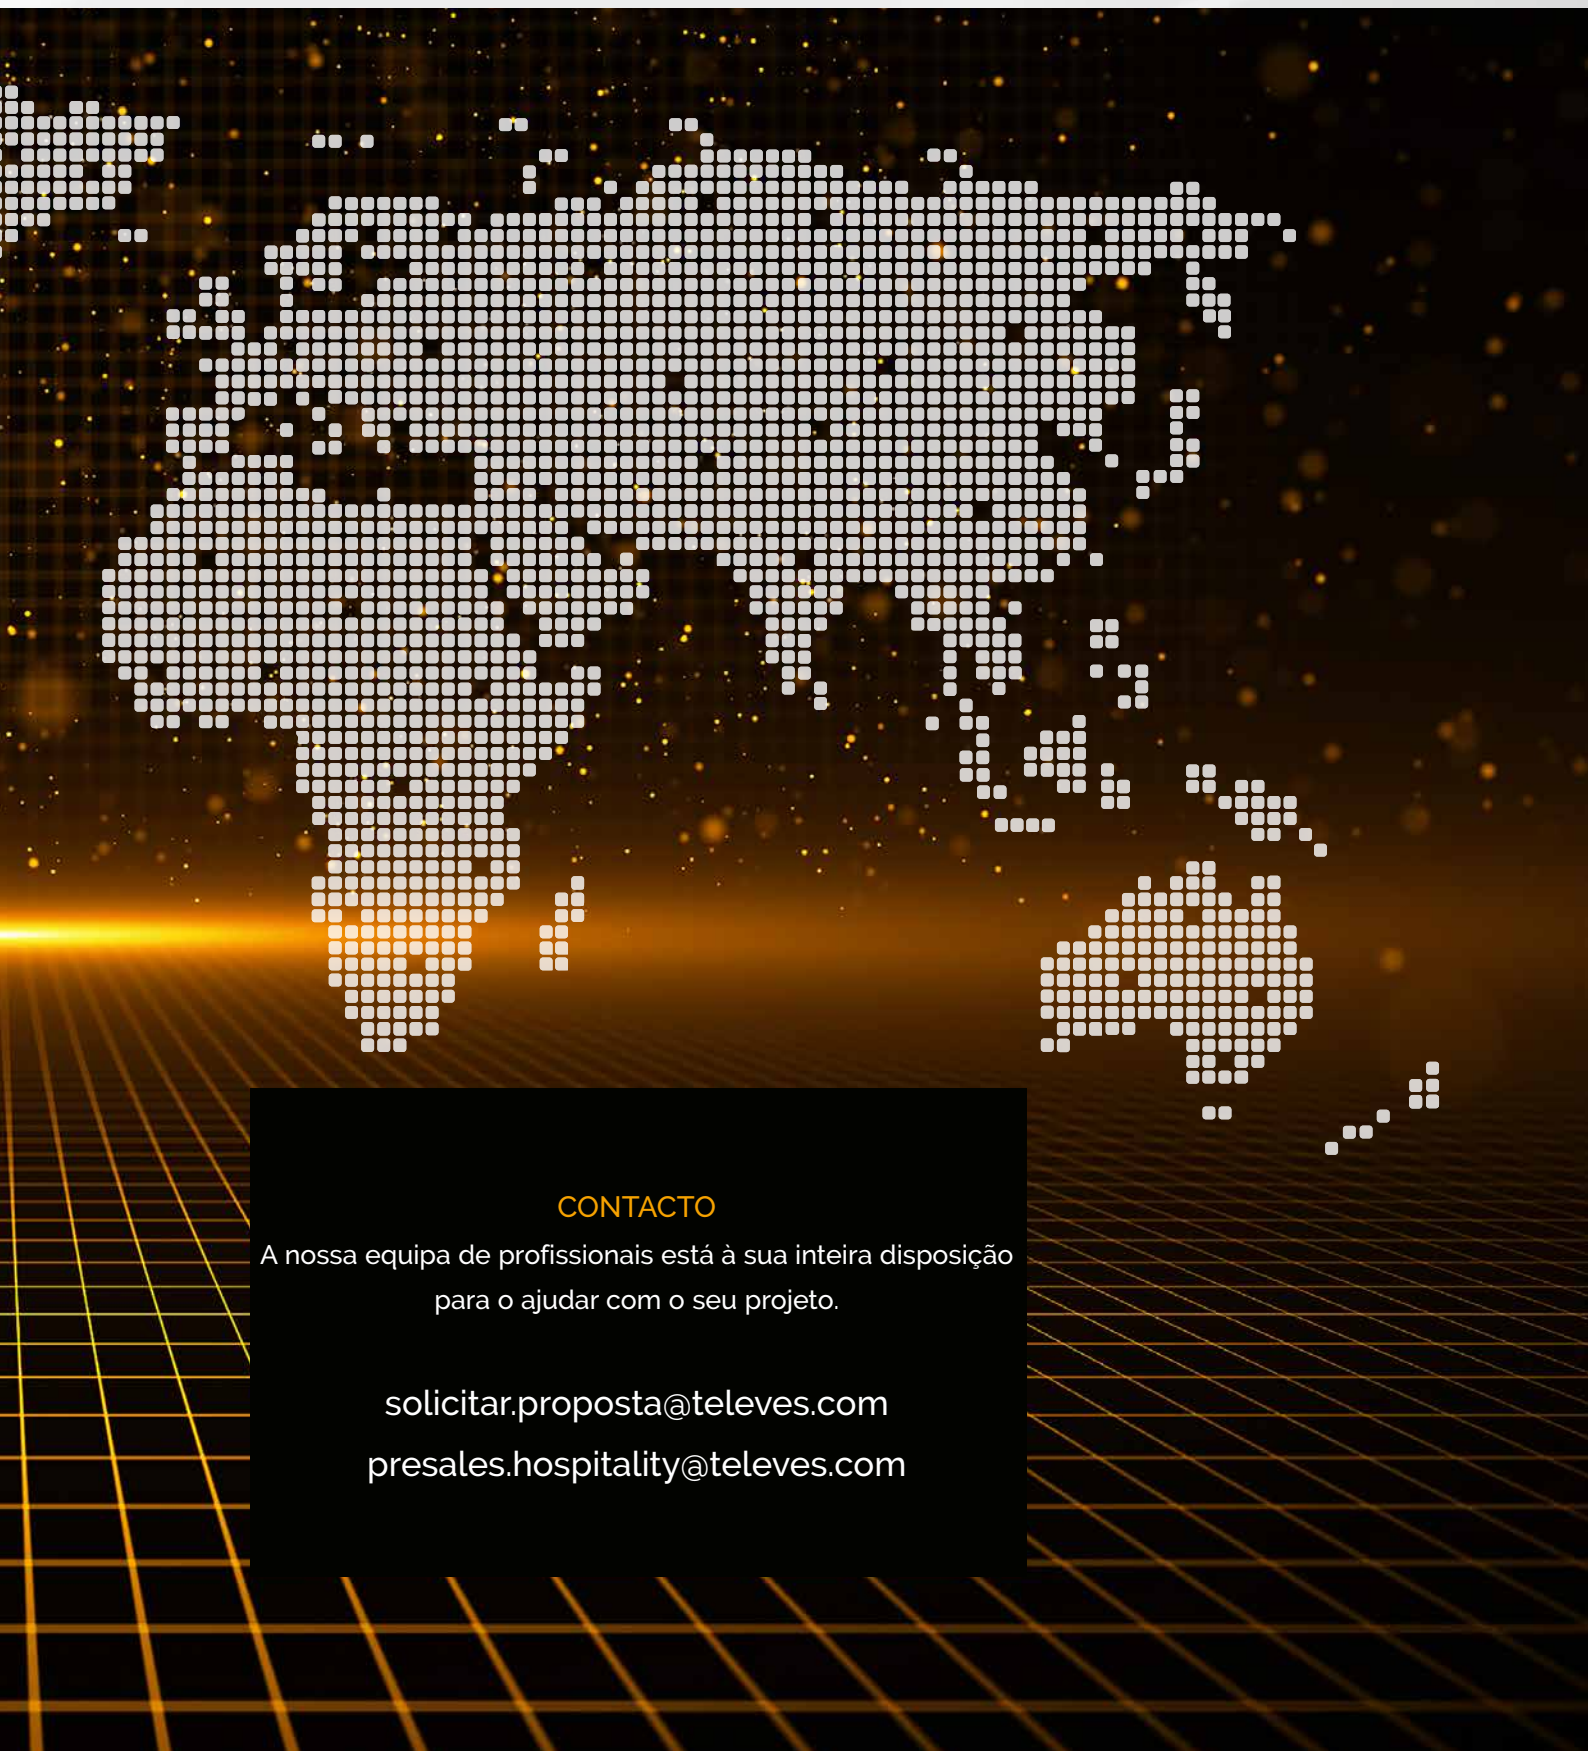 CONTACTO
A nossa equipa de profissionais está à sua inteira disposição
para o ajudar com o seu projeto.
solicitar.proposta@televes.com
presales.hospitality@televes.com